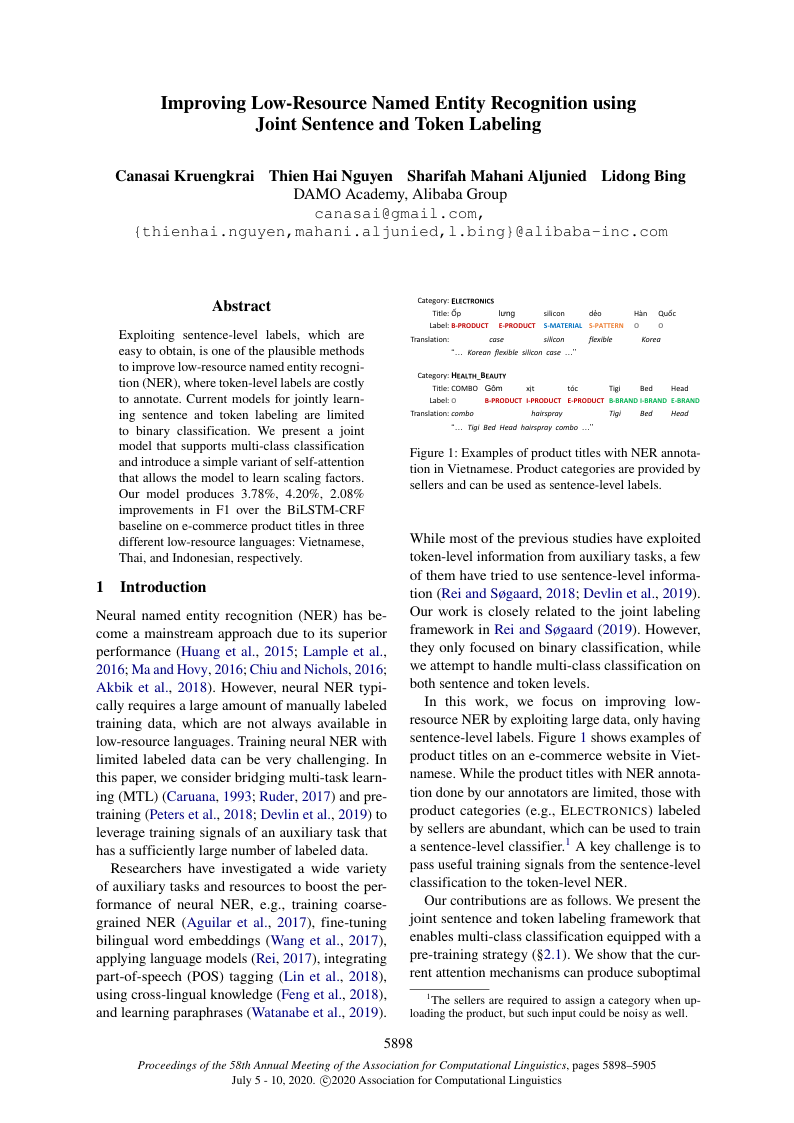 Improving Low-Resource Named Entity Recognition using
Joint Sentence and Token Labeling
Canasai Kruengkrai Thien Hai Nguyen Sharifah Mahani Aljunied Lidong Bing
DAMO Academy, Alibaba Group
canasai@gmail.com,
{thienhai.nguyen,mahani.aljunied,l.bing}@alibaba-inc.com
Abstract
Exploiting sentence-level labels, which are
easy to obtain, is one of the plausible methods
to improve low-resource named entity recogni-
tion (NER), where token-level labels are costly
to annotate. Current models for jointly learn-
ing sentence and token labeling are limited
to binary classification. We present a joint
model that supports multi-class classification
and introduce a simple variant of self-attention
that allows the model to learn scaling factors.
Our model produces 3.78%, 4.20%, 2.08%
improvements in F1 over the BiLSTM-CRF
baseline on e-commerce product titles in three
different low-resource languages: Vietnamese,
Thai, and Indonesian, respectively.
1 Introduction
Neural named entity recognition (NER) has be-
come a mainstream approach due to its superior
performance (Huang et al., 2015; Lample et al.,
2016; Ma and Hovy, 2016; Chiu and Nichols, 2016;
Akbik et al., 2018). However, neural NER typi-
cally requires a large amount of manually labeled
training data, which are not always available in
low-resource languages. Training neural NER with
limited labeled data can be very challenging. In
this paper, we consider bridging multi-task learn-
ing (MTL) (Caruana, 1993; Ruder, 2017) and pre-
training (Peters et al., 2018; Devlin et al., 2019) to
leverage training signals of an auxiliary task that
has a sufficiently large number of labeled data.
Researchers have investigated a wide variety
of auxiliary tasks and resources to boost the per-
formance of neural NER, e.g., training coarse-
grained NER (Aguilar et al., 2017), fine-tuning
bilingual word embeddings (Wang et al., 2017),
applying language models (Rei, 2017), integrating
part-of-speech (POS) tagging (Lin et al., 2018),
using cross-lingual knowledge (Feng et al., 2018),
and learning paraphrases (Watanabe et al., 2019).
Category: ELECTRONICS
Title: Ốp lưng silicon dẻo Hàn Quốc
Label: B-PRODUCT E-PRODUCT S-MATERIAL S-PATTERN O O
Translation: case silicon flexible Korea
"… Korean flexible silicon case …"
Category: HEALTH_BEAUTY
Title: COMBO Gôm xịt tóc Tigi Bed Head
Label: O B-PRODUCT I-PRODUCT E-PRODUCT B-BRAND I-BRAND E-BRAND
Translation: combo hairspray Tigi Bed Head
"… Tigi Bed Head hairspray combo …"
Figure 1: Examples of product titles with NER annota-
tion in Vietnamese. Product categories are provided by
sellers and can be used as sentence-level labels.
While most of the previous studies have exploited
token-level information from auxiliary tasks, a few
of them have tried to use sentence-level informa-
tion (Rei and Søgaard, 2018; Devlin et al., 2019).
Our work is closely related to the joint labeling
framework in Rei and Søgaard (2019). However,
they only focused on binary classification, while
we attempt to handle multi-class classification on
both sentence and token levels.
In this work, we focus on improving low-
resource NER by exploiting large data, only having
sentence-level labels. Figure 1 shows examples of
product titles on an e-commerce website in Viet-
namese. While the product titles with NER annota-
tion done by our annotators are limited, those with
product categories (e.g., ELECTRONICS) labeled
by sellers are abundant, which can be used to train
a sentence-level classifier.1 A key challenge is to
pass useful training signals from the sentence-level
classification to the token-level NER.
Our contributions are as follows. We present the
joint sentence and token labeling framework that
enables multi-class classification equipped with a
pre-training strategy (§2.1). We show that the cur-
rent attention mechanisms can produce suboptimal
1The sellers are required to assign a category when up-
loading the product, but such input could be noisy as well.
5898
Proceedings of the 58th Annual Meeting of the Association for Computational Linguistics, pages 5898–5905
July 5 - 10, 2020. ©2020 Association for Computational Linguistics